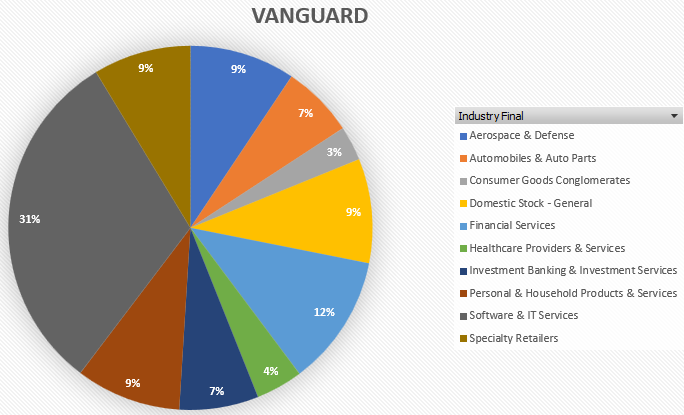 VANGUARD
9%
9%
7%
3%
9%
12%
4%
7%
9%
31%
Industry Final
Aerospace & Defense
Automobiles & Auto Parts
Consumer Goods Conglomerates
Domestic Stock - General
Financial Services
Healthcare Providers & Services
Investment Banking & Investment Services
Personal & Household Products & Services
Software & IT Services
Specialty Retailers